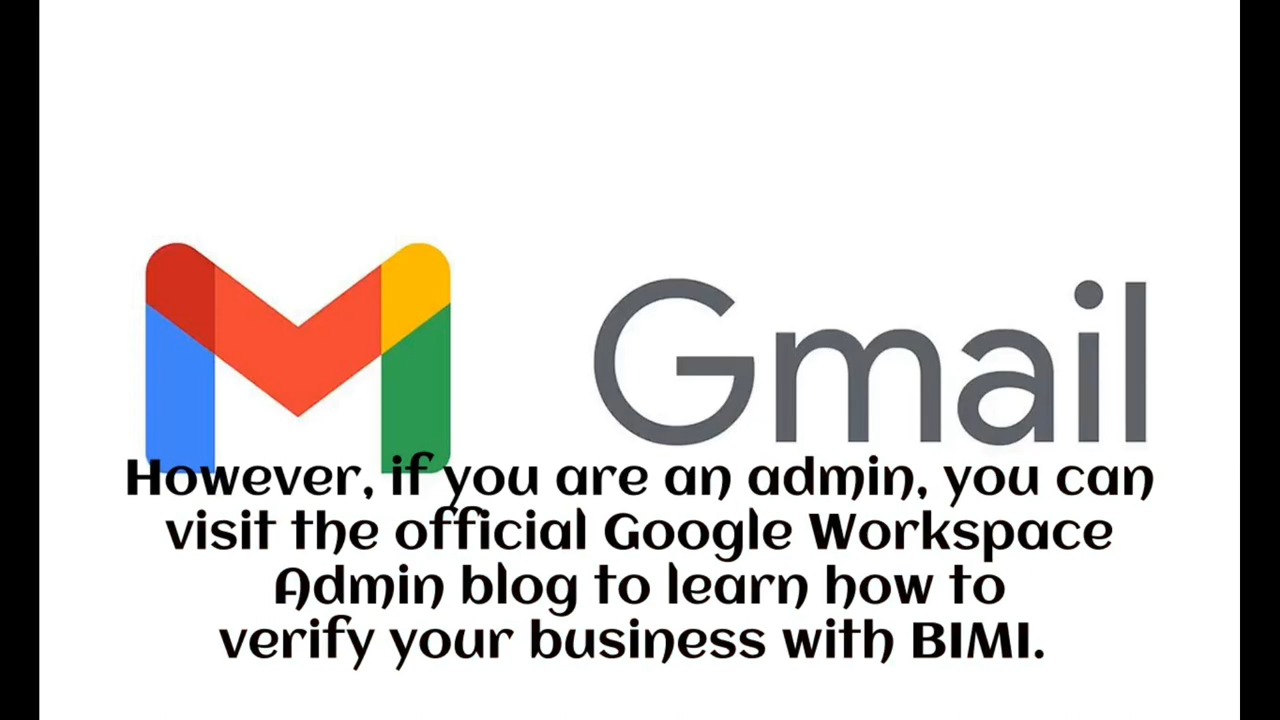 Gmail
However, if you are an admin, you can
visit the official Google Workspace
Admin blog to learn how to
verify your business with BIMI.